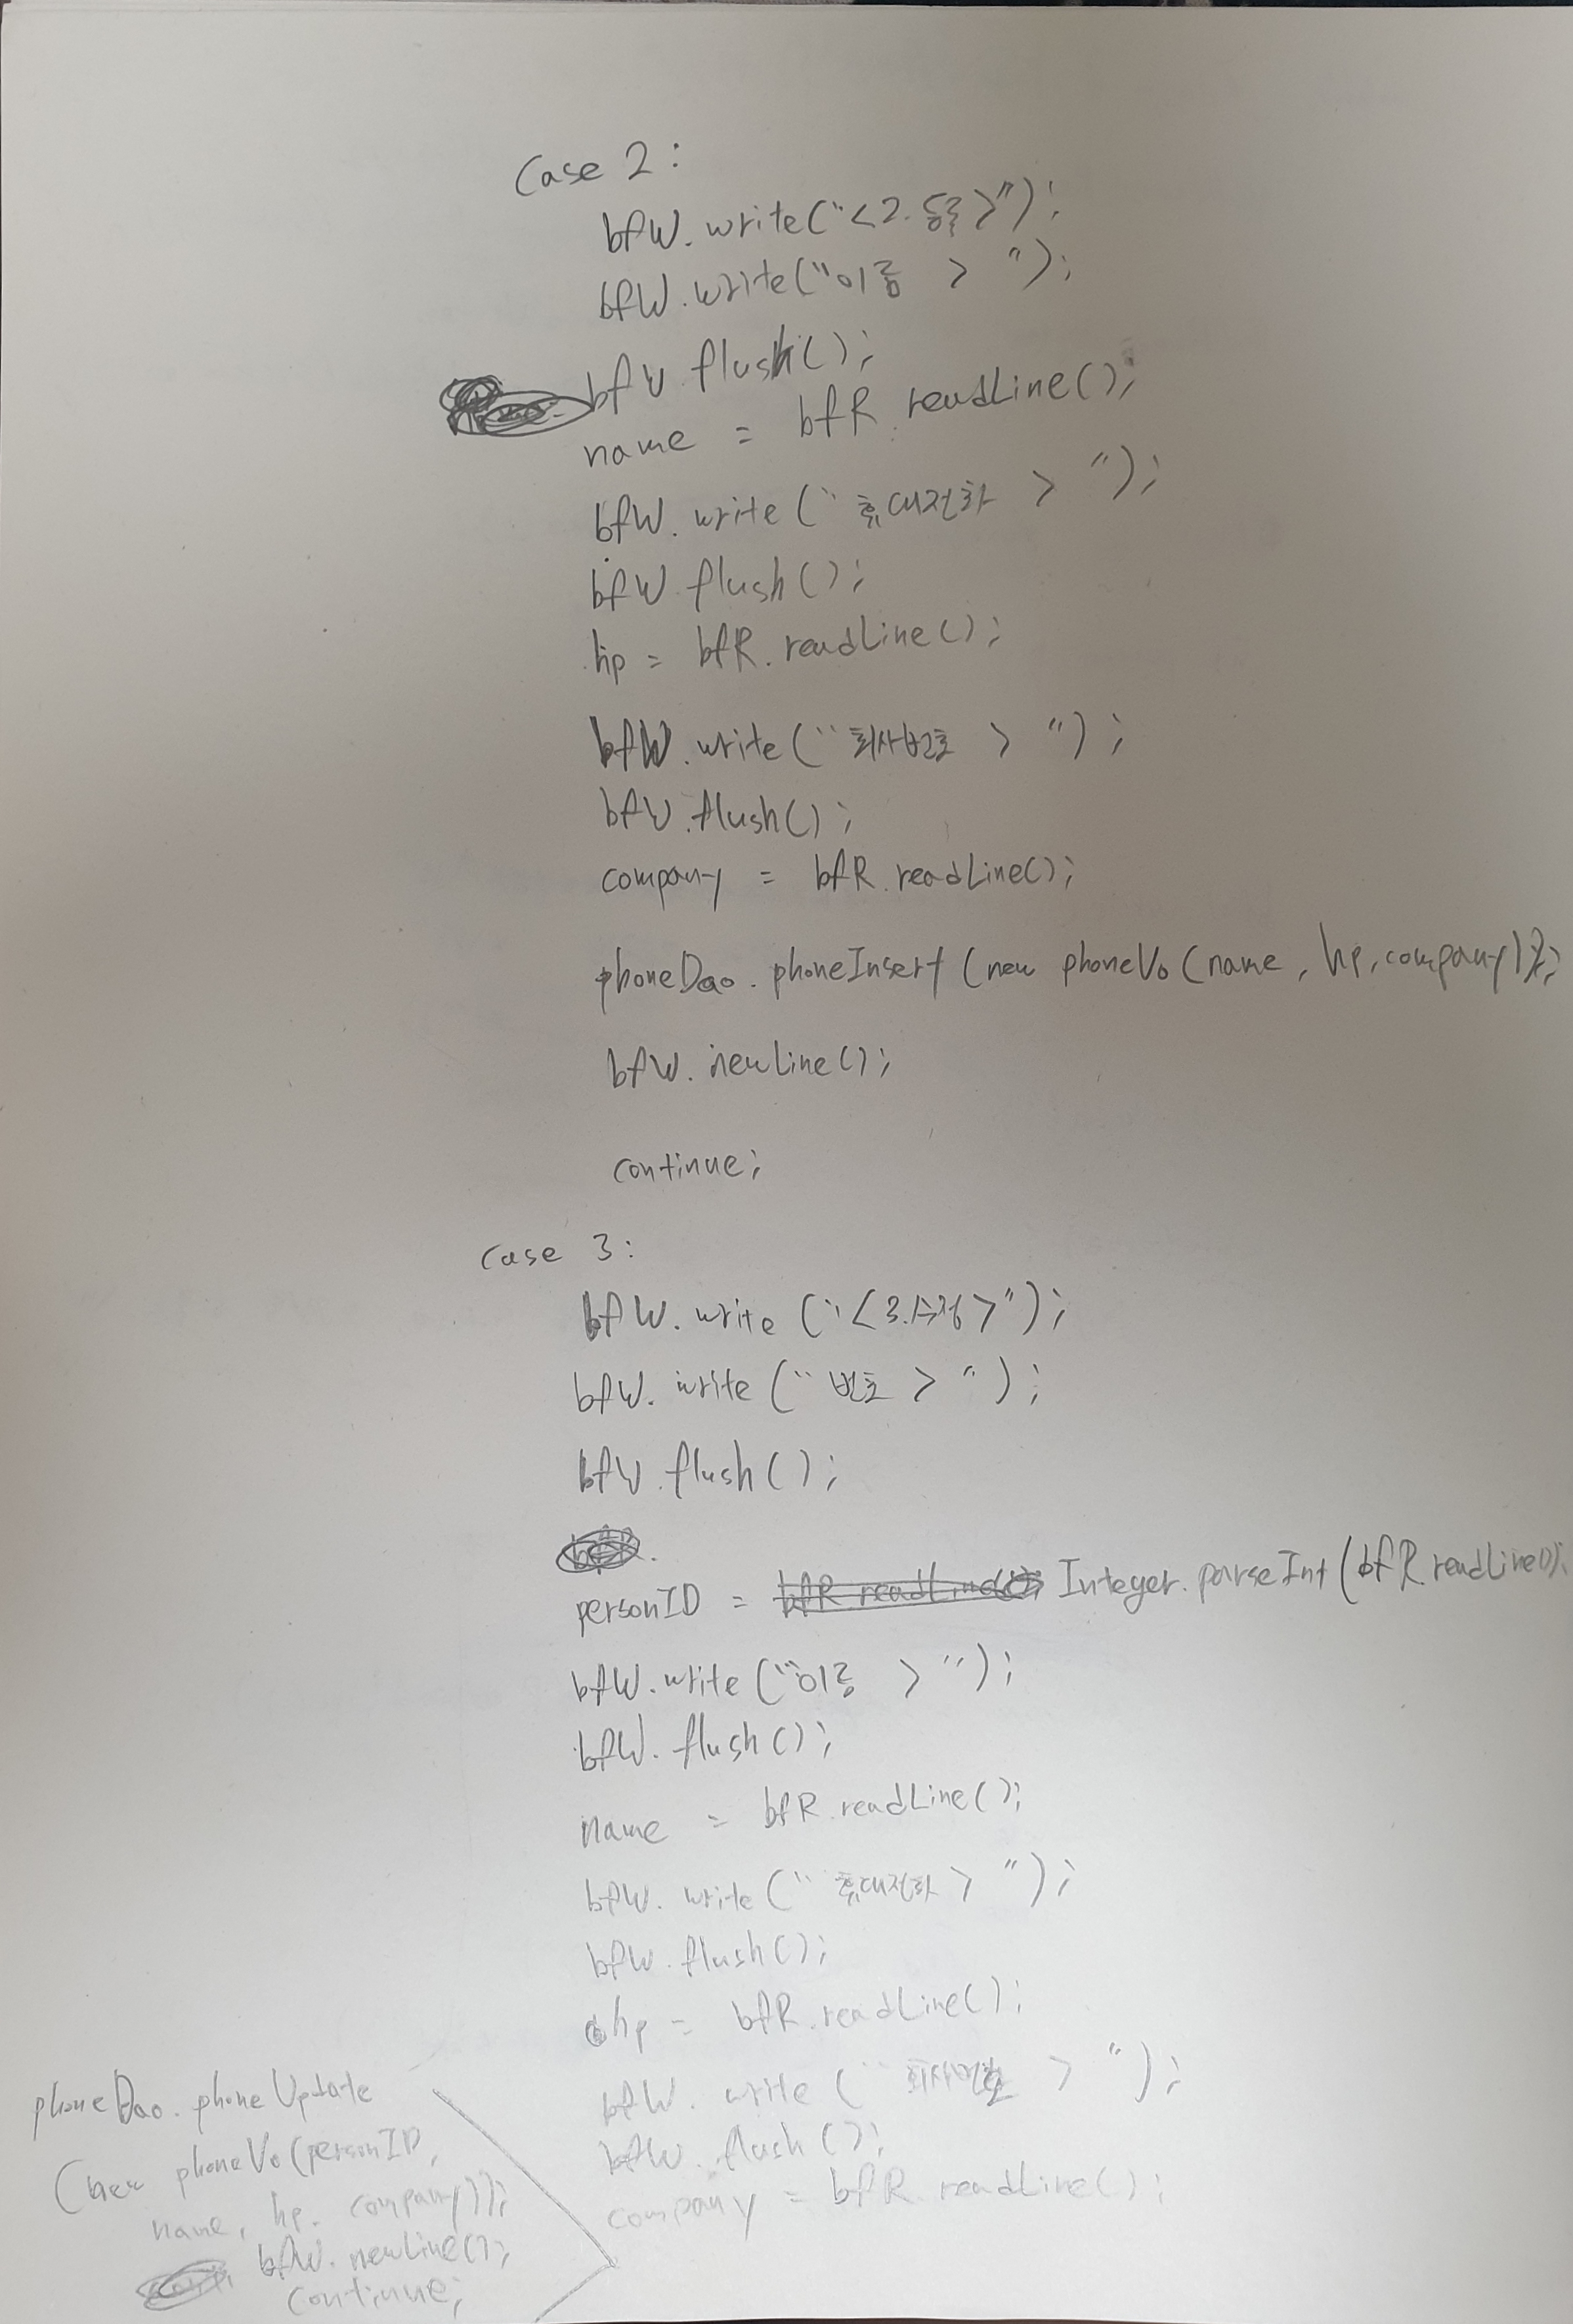 Case 2:
bfW.write("<2.등록>");
bfW.write("이름 > ");
bfW.flush();
name = bfR.readLine();
bfW.write("휴대전화 > ");
bfW.flush();
hp = bfR.readLine();
bfW.write("회사번호 > ");
bfW.flush();
company = bfR.readLine();
phoneDao.phoneInsert(new phoneVo(name, hp, company));
bfW.newLine();
continue;
case 3:
bfW.write("<3.수정>");
bfW.write("번호 > ");
bfW.flush();
personID = bfR.readLine(); Integer.parseInt(bfR.readLine());
bfW.write("이름 > ");
bfW.flush();
name = bfR.readLine();
bfW.write("휴대전화 > ");
bfW.flush();
hp = bfR.readLine();
bfW.write("회사번호 > ");
bfW.flush();
company = bfR.readLine();
phoneDao.phoneUpdate
(new phoneVo(personID,
name, hp, company));
bfW.newLine();
continue;